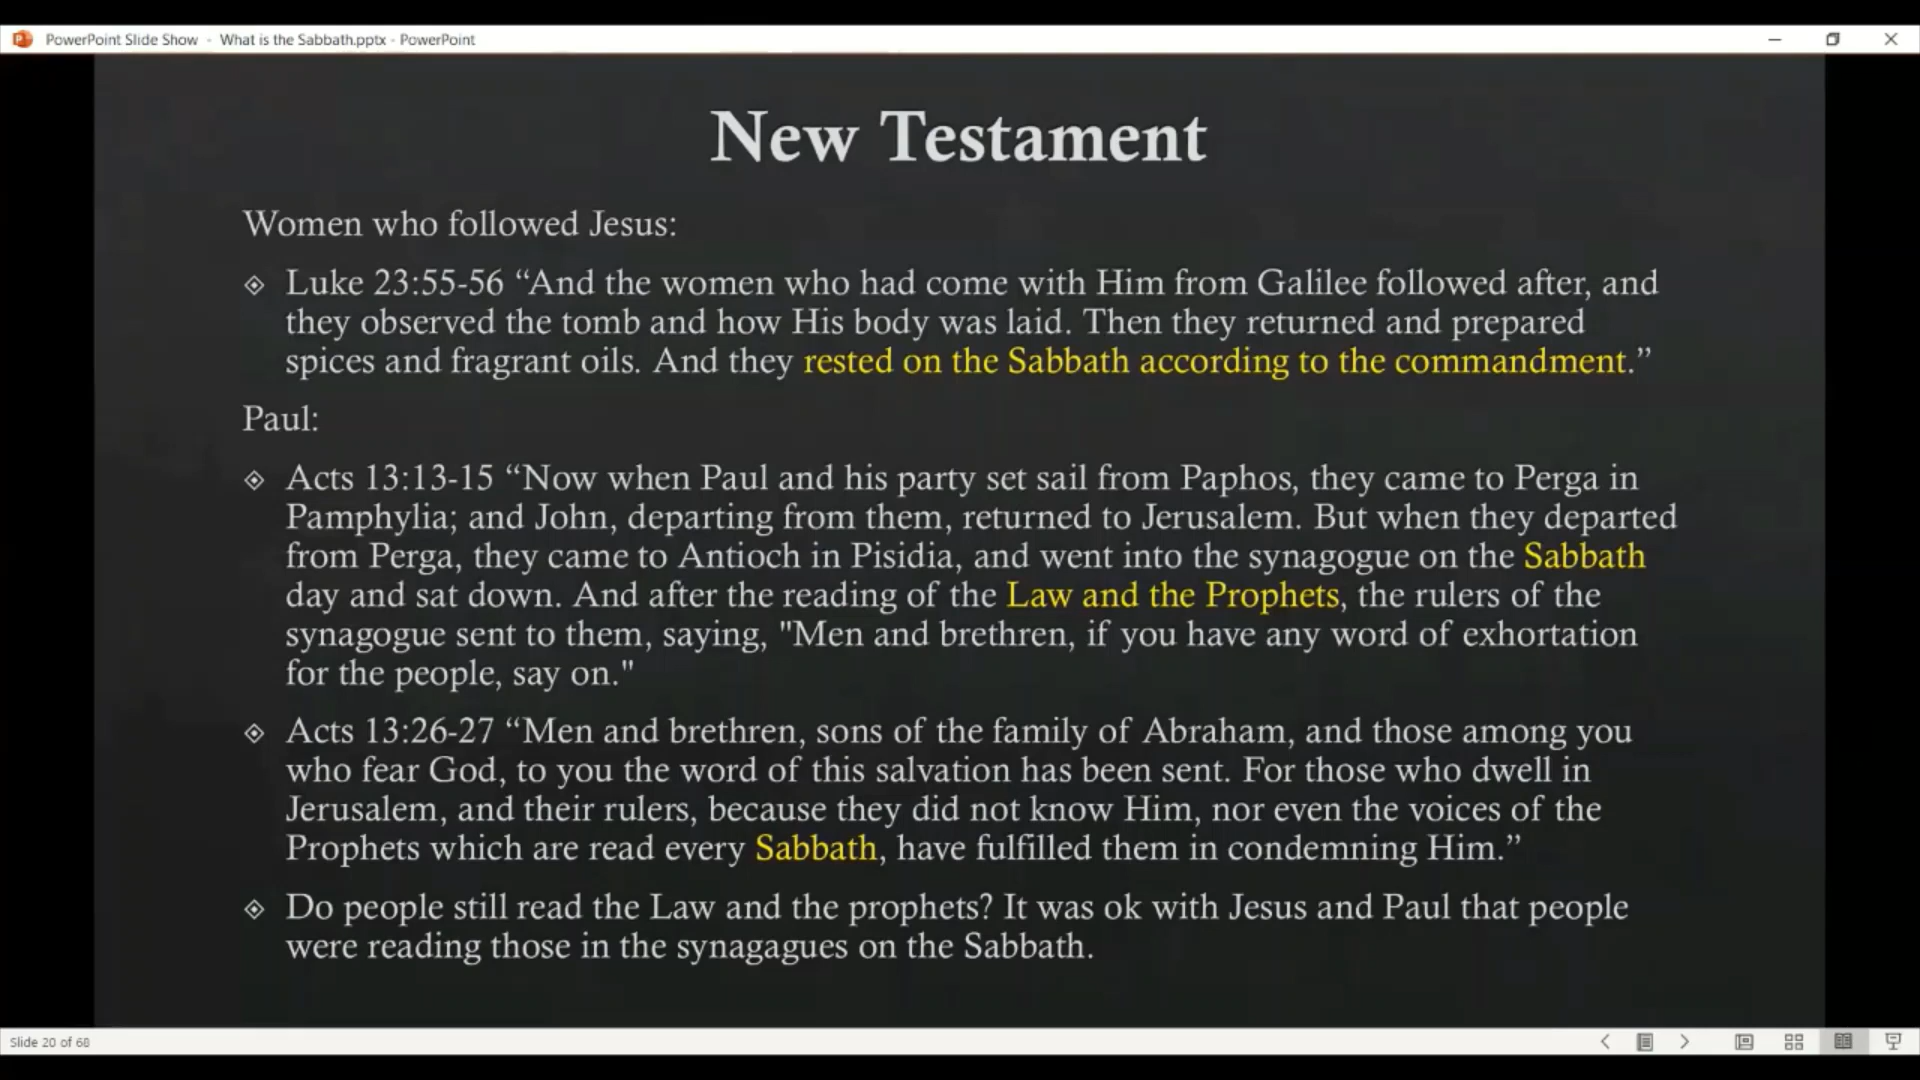 PowerPoint Slide Show - What is the Sabbath.pptx - PowerPoint
New Testament
Women who followed Jesus:
Luke 23:55-56 “And the women who had come with Him from Galilee followed after, and
they observed the tomb and how His body was laid. Then they returned and prepared
spices and fragrant oils. And they rested on the Sabbath according to the commandment.”
Paul:
Acts 13:13-15 “Now when Paul and his party set sail from Paphos, they came to Perga in
Pamphylia; and John, departing from them, returned to Jerusalem. But when they departed
from Perga, they came to Antioch in Pisidia, and went into the synagogue on the Sabbath
day and sat down. And after the reading of the Law and the Prophets, the rulers of the
synagogue sent to them, saying, "Men and brethren, if you have any word of exhortation
for the people, say on."
Acts 13:26-27 “Men and brethren, sons of the family of Abraham, and those among you
who fear God, to you the word of this salvation has been sent. For those who dwell in
Jerusalem, and their rulers, because they did not know Him, nor even the voices of the
Prophets which are read every Sabbath, have fulfilled them in condemning Him.”
Do people still read the Law and the prophets? It was ok with Jesus and Paul that people
were reading those in the synagagues on the Sabbath.
Slide 20 of 68